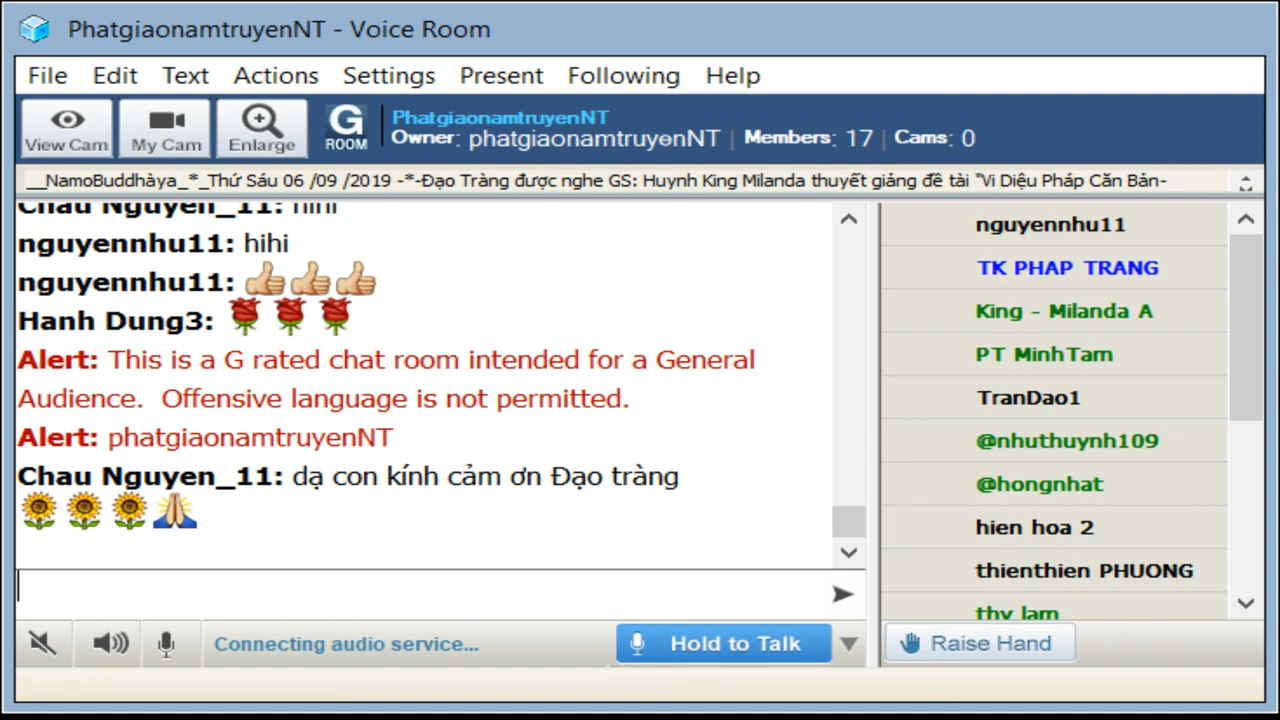 PhatgiaonamtruyenNT - Voice Room
File Edit Text Actions Settings Present Following Help
View Cam My Cam Enlarge G ROOM
PhatgiaonamtruyenNT
Owner: phatgiaonamtruyenNT | Members: 17 | Cams: 0
__NamoBuddhàya_*_Thứ Sáu 06 /09 /2019 -*-Đạo Tràng được nghe GS: Huynh King Milanda thuyết giảng đề tài "Vi Diệu Pháp Căn Bản-
Chau Nguyen_11: hihi
nguyennhu11: hihi
nguyennhu11:
Hanh Dung3:
Alert: This is a G rated chat room intended for a General
Audience. Offensive language is not permitted.
Alert: phatgiaonamtruyenNT
Chau Nguyen_11: dạ con kính cảm ơn Đạo tràng
nguyennhu11
TK PHAP TRANG
King - Milanda A
PT MinhTam
TranDao1
@nhuthuynh109
@hongnhat
hien hoa 2
thienthien PHUONG
thy lam
Connecting audio service...
Hold to Talk
Raise Hand